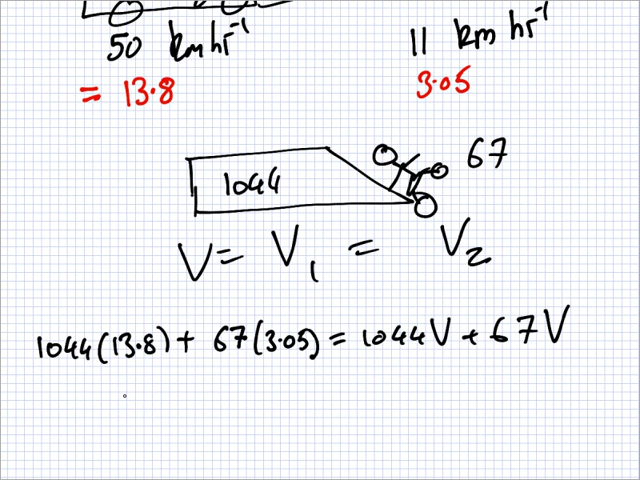 50 km hr⁻¹ 11 km hr⁻¹
= 13.8 3.05
1044 67
V = V₁ = V₂
1044(13.8) + 67(3.05) = 1044V + 67V